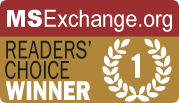 MSExchange.org
READERS'
CHOICE
WINNER
1